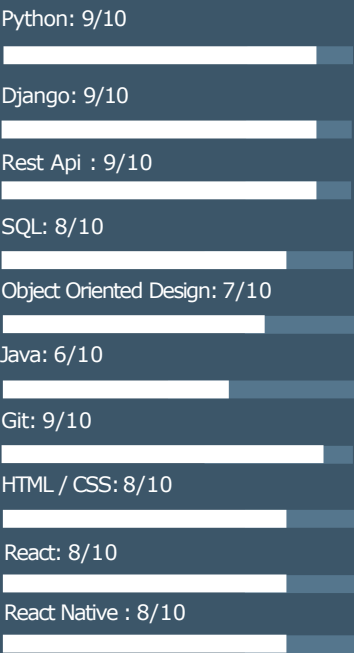 Python: 9/10
Django: 9/10
Rest Api : 9/10
SQL: 8/10
Object Oriented Design: 7/10
Java: 6/10
Git: 9/10
HTML / CSS: 8/10
React: 8/10
React Native : 8/10